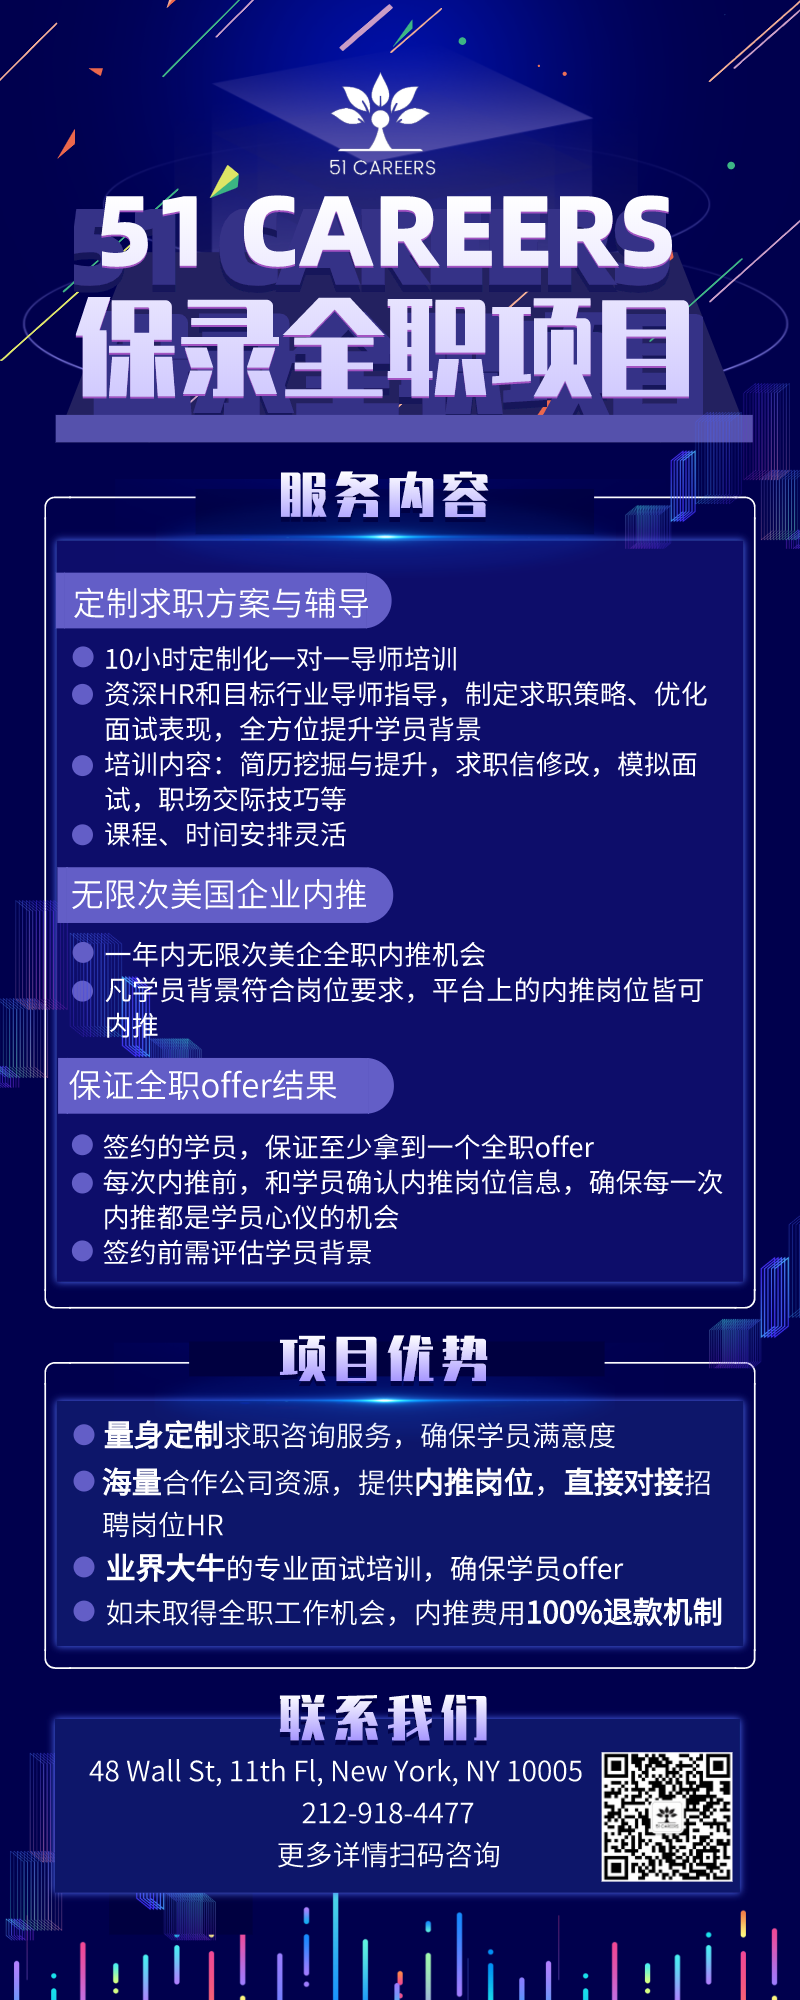 51 CAREERS
51 CAREERS
保录全职项目
服务内容
定制求职方案与辅导
10小时定制化一对一导师培训
资深HR和目标行业导师指导，制定求职策略、优化
面试表现，全方位提升学员背景
培训内容：简历挖掘与提升，求职信修改，模拟面
试，职场交际技巧等
课程、时间安排灵活
无限次美国企业内推
一年内无限次美企全职内推机会
凡学员背景符合岗位要求，平台上的内推岗位皆可
内推
保证全职offer结果
签约的学员，保证至少拿到一个全职offer
每次内推前，和学员确认内推岗位信息，确保每一次
内推都是学员心仪的机会
签约前需评估学员背景
项目优势
量身定制求职咨询服务，确保学员满意度
海量合作公司资源，提供内推岗位，直接对接招
聘岗位HR
业界大牛的专业面试培训，确保学员offer
如未取得全职工作机会，内推费用100%退款机制
联系我们
48 Wall St, 11th Fl, New York, NY 10005
212-918-4477
更多详情扫码咨询